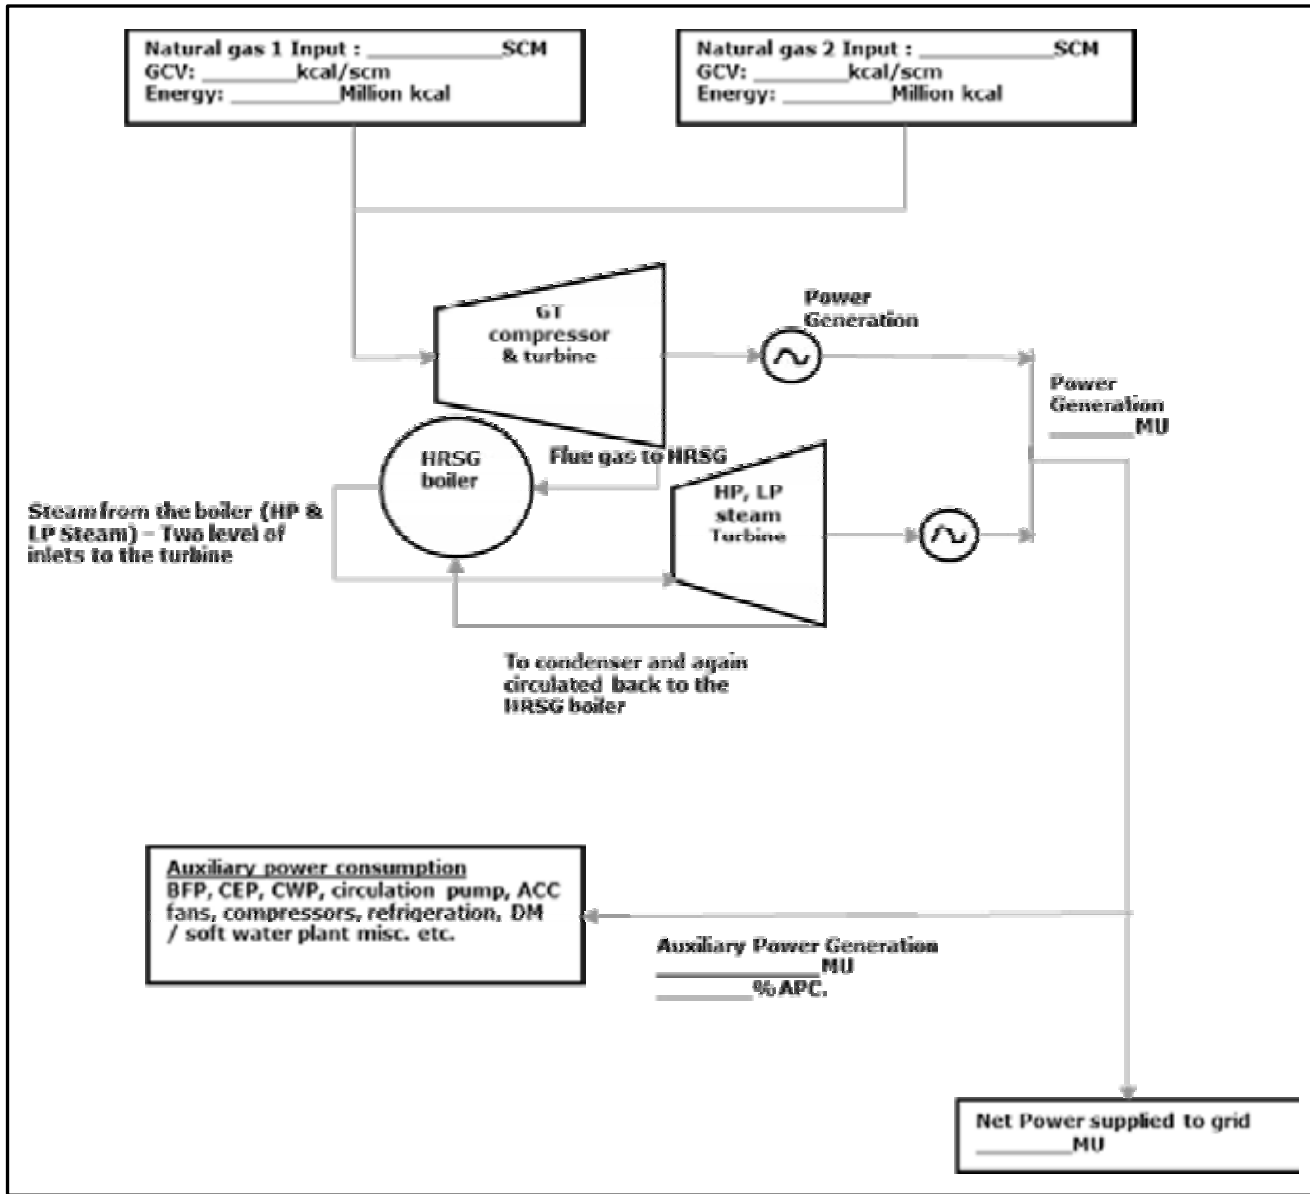 Natural gas 1 Input : ____________SCM
GCV: ________kcal/scm
Energy: __________Million kcal
Natural gas 2 Input : ____________SCM
GCV: ________kcal/scm
Energy: __________Million kcal
GT
compressor
& turbine
Power
Generation
Power
Generation
_______MU
HRSG
boiler
Flue gas to HRSG
HP, LP
steam
Turbine
Steam from the boiler (HP &
LP Steam) – Two level of
inlets to the turbine
To condenser and again
circulated back to the
HRSG boiler
Auxiliary power consumption
BFP, CEP, CWP, circulation pump, ACC
fans, compressors, refrigeration, DM
/ soft water plant misc. etc.
Auxiliary Power Generation
______________MU
________% APC.
Net Power supplied to grid
________MU